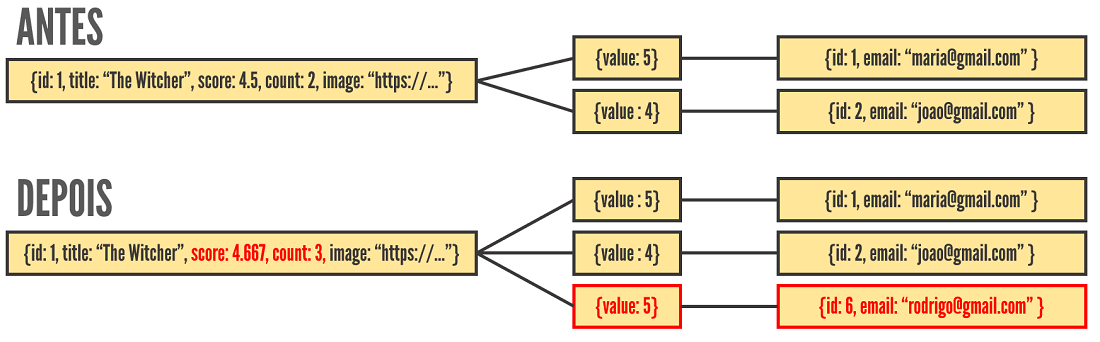 ANTES
{id: 1, title: “The Witcher”, score: 4.5, count: 2, image: “https://...”}
{value: 5}
{id: 1, email: “maria@gmail.com” }
{value : 4}
{id: 2, email: “joao@gmail.com” }
DEPOIS
{id: 1, title: “The Witcher”, score: 4.667, count: 3, image: “https://...”}
{value : 5}
{id: 1, email: “maria@gmail.com” }
{value : 4}
{id: 2, email: “joao@gmail.com” }
{value: 5}
{id: 6, email: “rodrigo@gmail.com” }